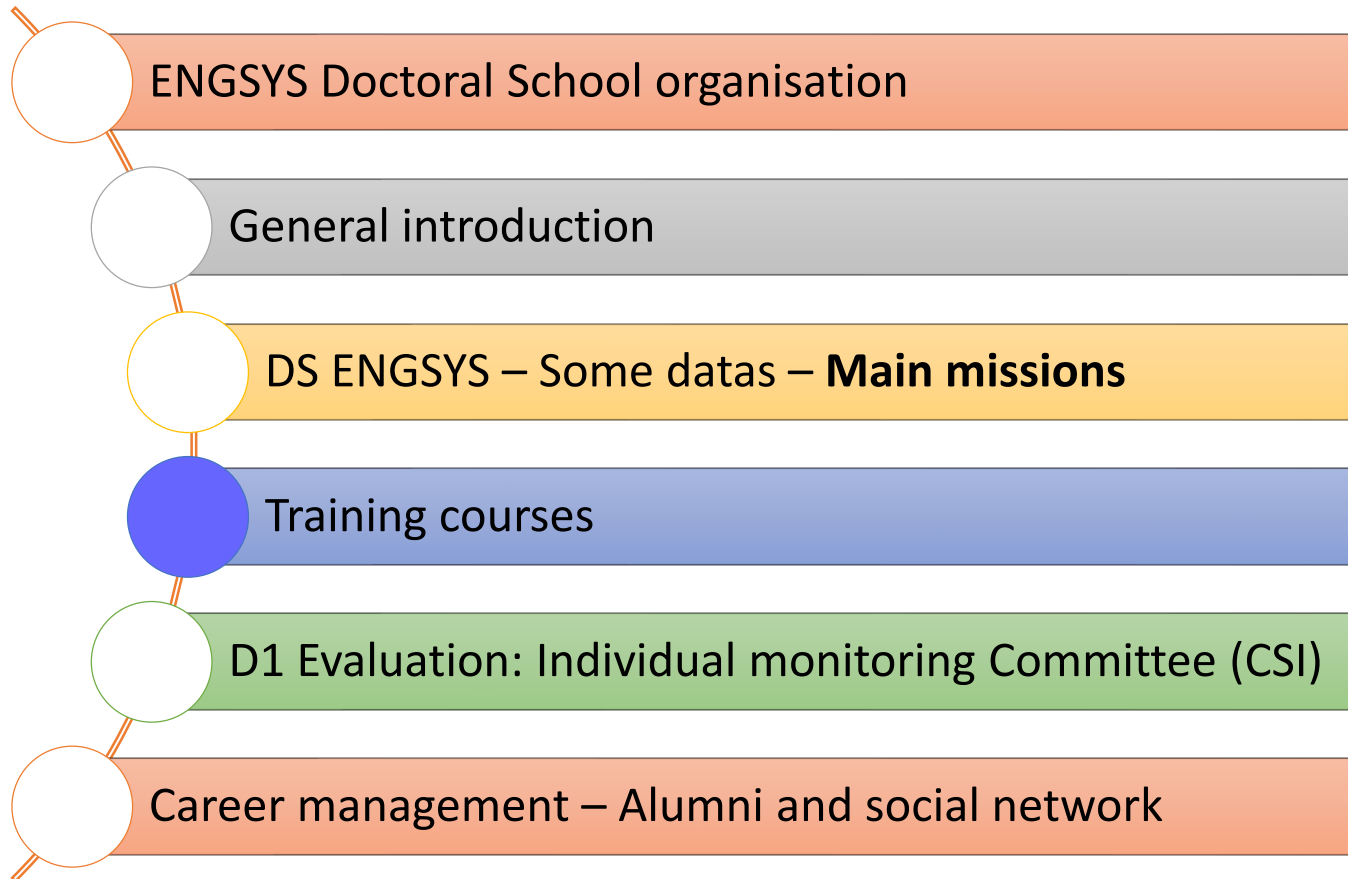 ENGSYS Doctoral School organisation
General introduction
DS ENGSYS – Some datas – Main missions
Training courses
D1 Evaluation: Individual monitoring Committee (CSI)
Career management – Alumni and social network